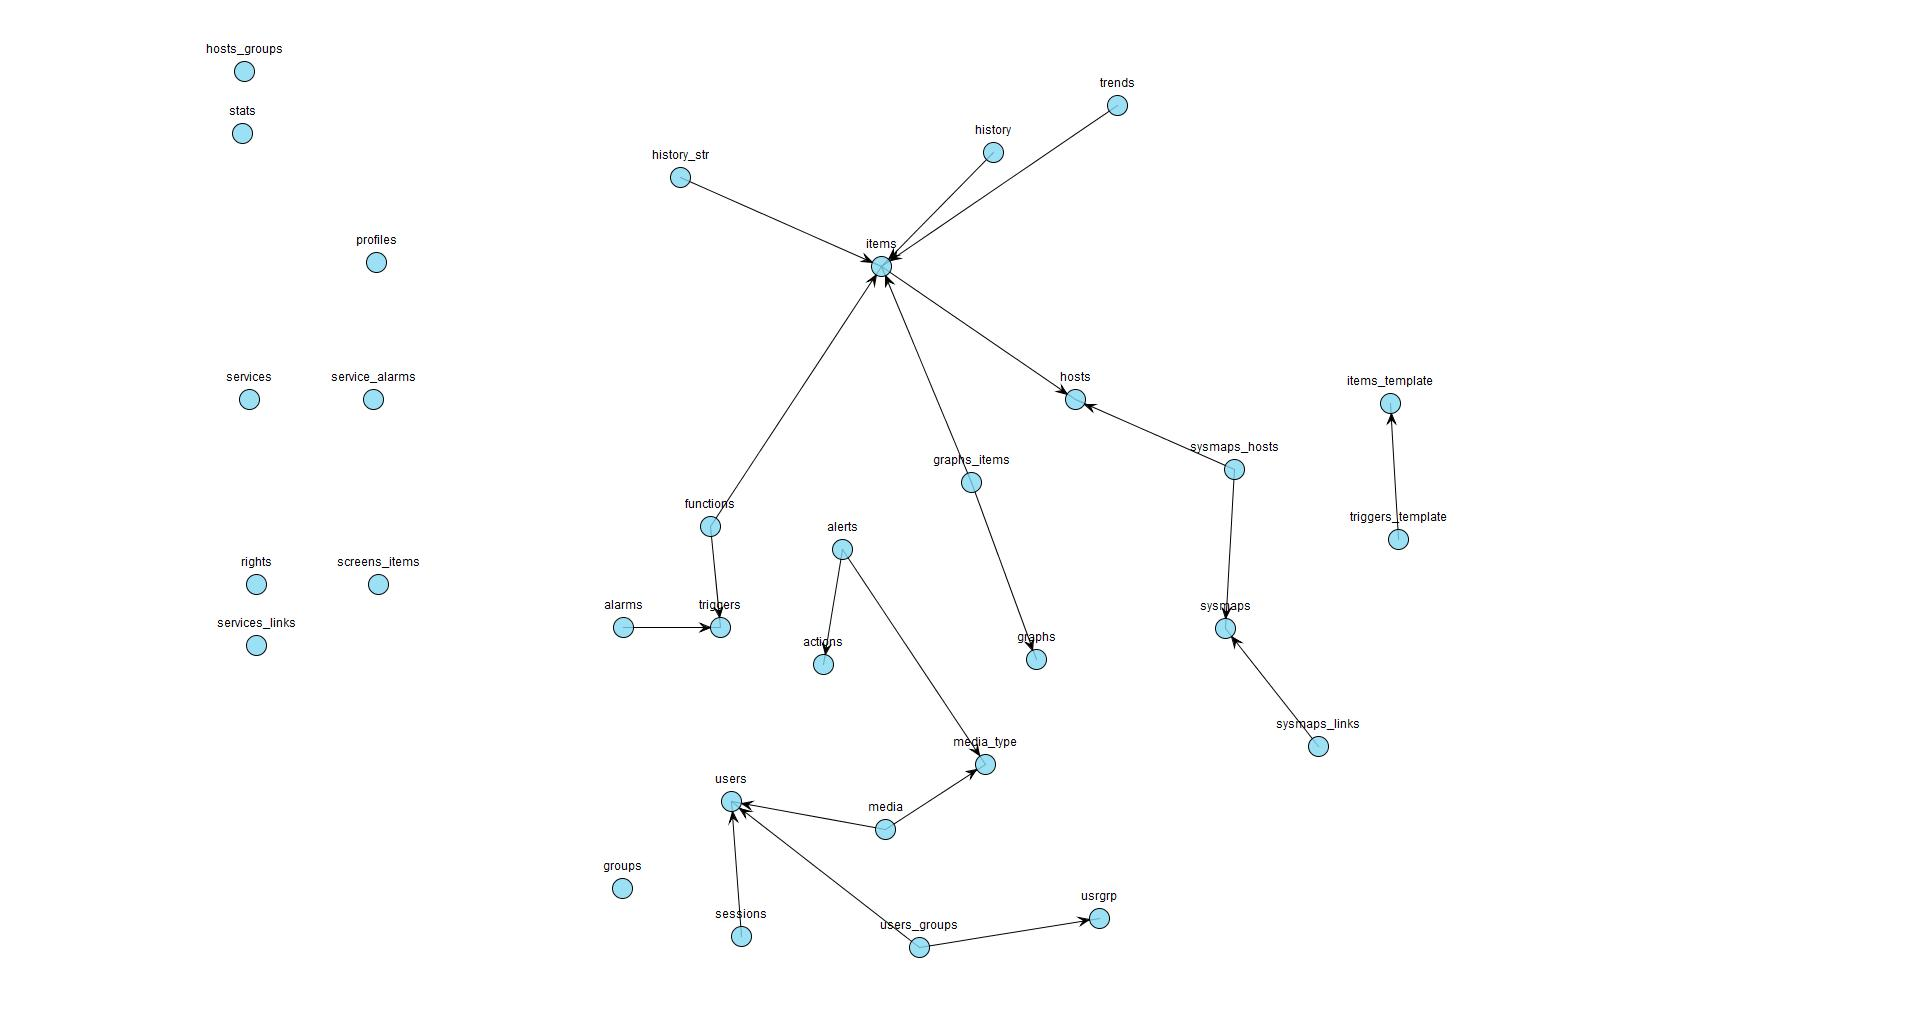 hosts_groups
trends
stats
history
history_str
profiles
items
services
service_alarms
hosts
items_template
sysmaps_hosts
graphs_items
functions
triggers_template
alerts
rights
screens_items
alarms
triggers
sysmaps
services_links
actions
graphs
sysmaps_links
media_type
users
media
groups
usrgrp
sessions
users_groups